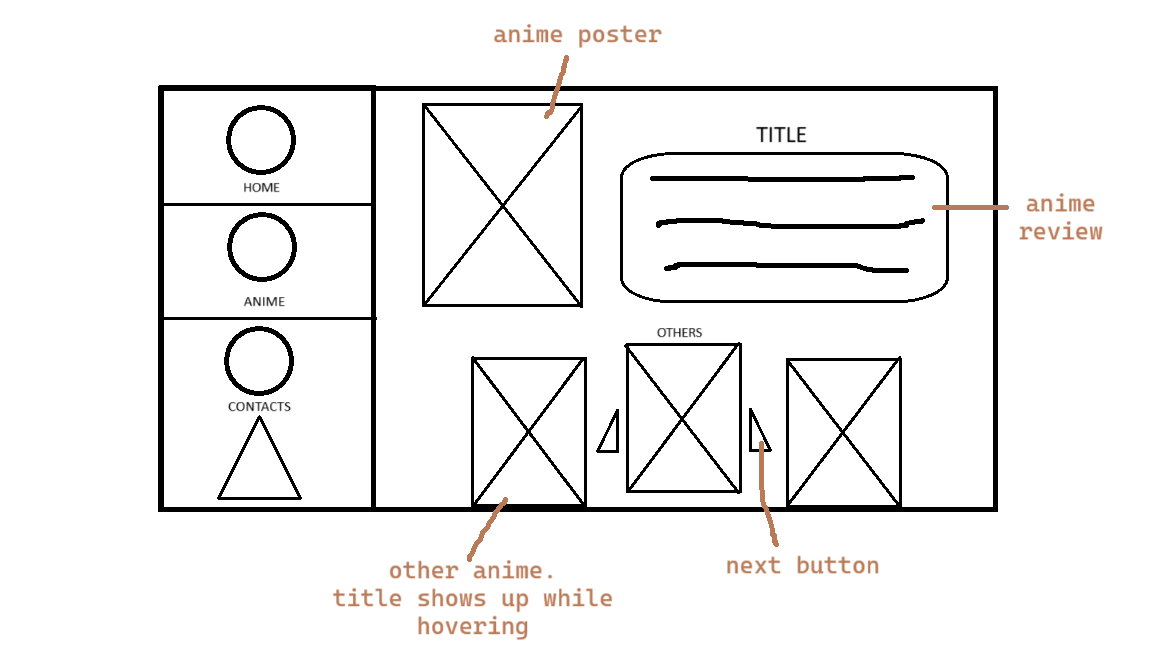 anime poster
TITLE
HOME
anime
review
ANIME
OTHERS
CONTACTS
other anime.
title shows up while
hovering
next button